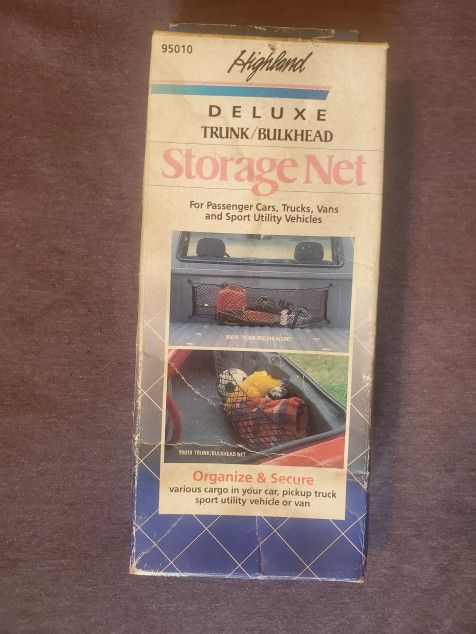 95010
Highland
DELUXE
TRUNK/BULKHEAD
Storage Net
For Passenger Cars, Trucks, Vans
and Sport Utility Vehicles
95010 TRUNK/BULKHEAD NET
95010 TRUNK/BULKHEAD NET
Organize & Secure
various cargo in your car, pickup truck
sport utility vehicle or van